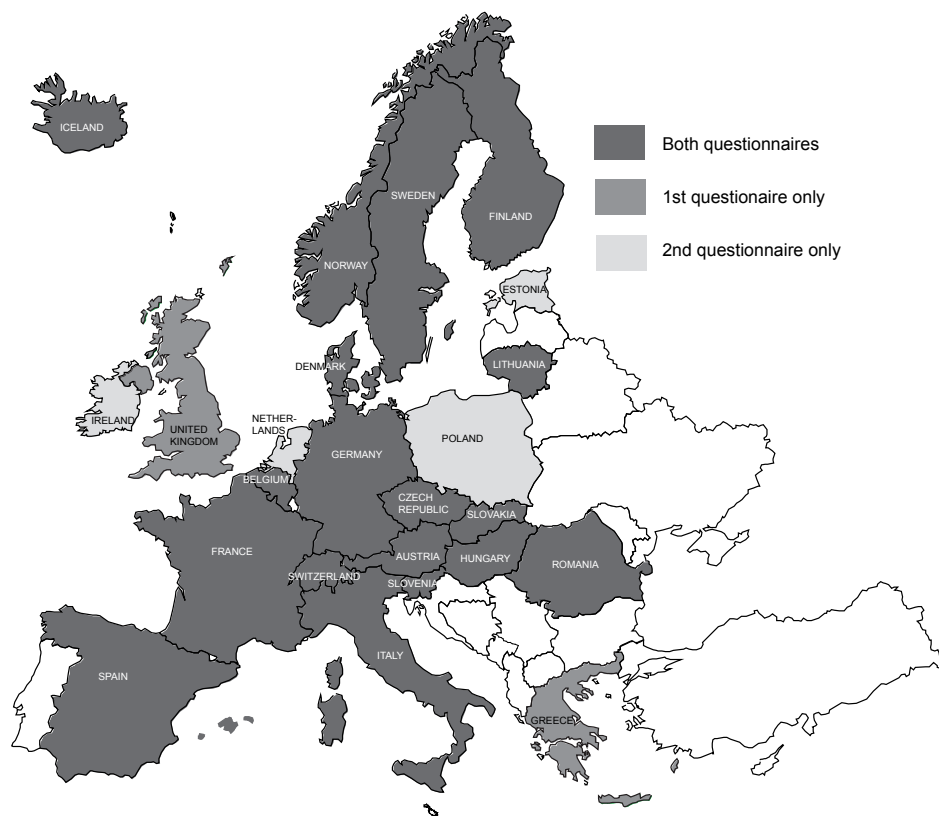 ICELAND
Both questionnaires
1st questionaire only
2nd questionnaire only
SWEDEN
FINLAND
NORWAY
ESTONIA
DENMARK
LITHUANIA
IRELAND
UNITED
KINGDOM
NETHER-
LANDS
POLAND
GERMANY
BELGIUM
CZECH
REPUBLIC
SLOVAKIA
FRANCE
AUSTRIA
HUNGARY
ROMANIA
SWITZERLAND
SLOVENIA
ITALY
SPAIN
GREECE